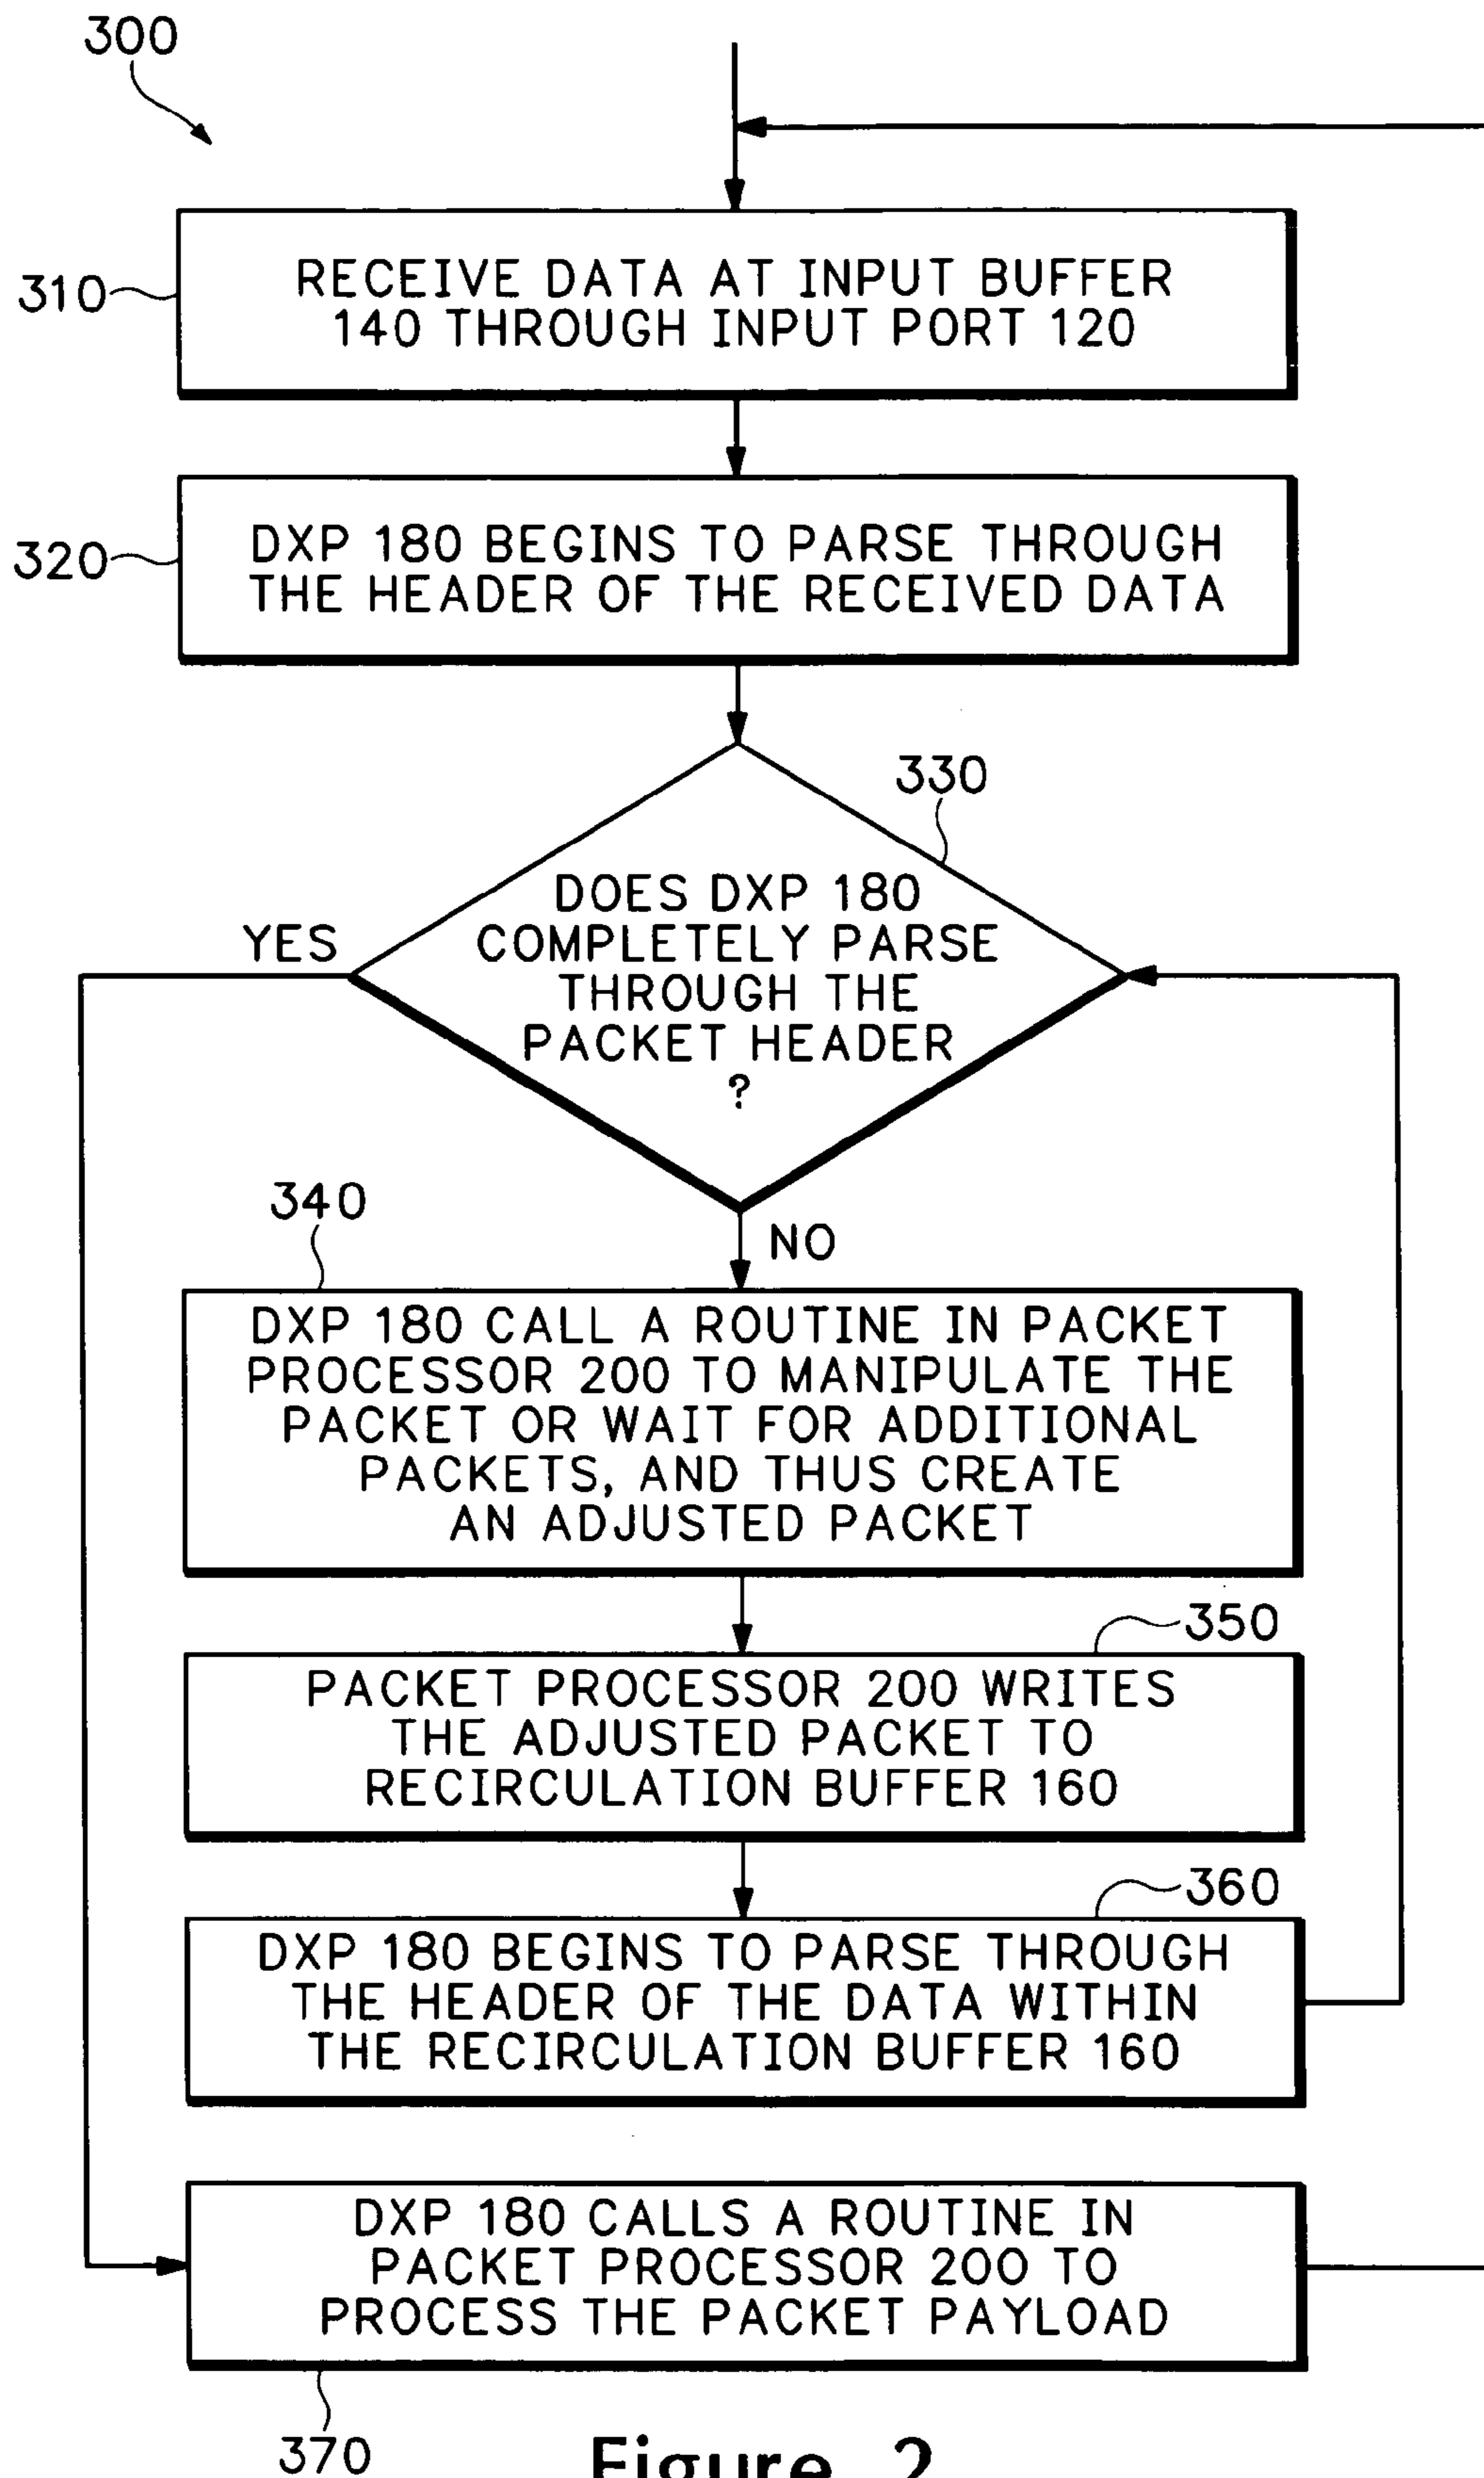 300
310
RECEIVE DATA AT INPUT BUFFER
140 THROUGH INPUT PORT 120
320
DXP 180 BEGINS TO PARSE THROUGH
THE HEADER OF THE RECEIVED DATA
330
DOES DXP 180
COMPLETELY PARSE
THROUGH THE
PACKET HEADER
?
YES
NO
340
DXP 180 CALL A ROUTINE IN PACKET
PROCESSOR 200 TO MANIPULATE THE
PACKET OR WAIT FOR ADDITIONAL
PACKETS, AND THUS CREATE
AN ADJUSTED PACKET
350
PACKET PROCESSOR 200 WRITES
THE ADJUSTED PACKET TO
RECIRCULATION BUFFER 160
360
DXP 180 BEGINS TO PARSE THROUGH
THE HEADER OF THE DATA WITHIN
THE RECIRCULATION BUFFER 160
DXP 180 CALLS A ROUTINE IN
PACKET PROCESSOR 200 TO
PROCESS THE PACKET PAYLOAD
370
Figure 2